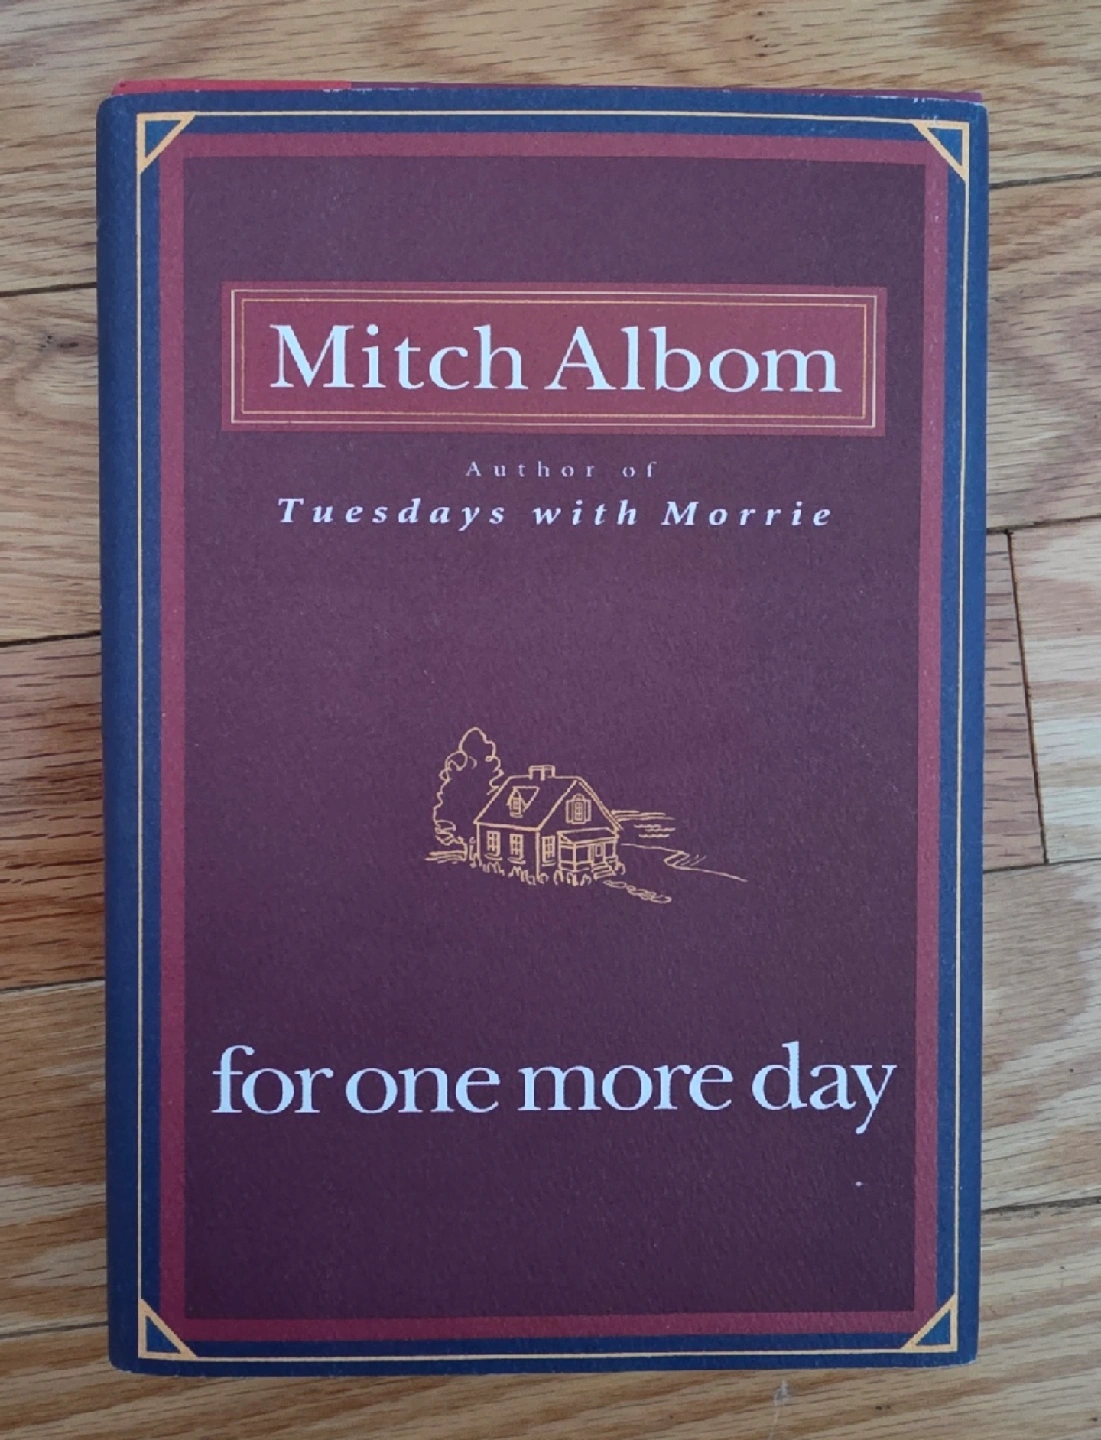 Mitch Albom
Author of
Tuesdays with Morrie
for one more day